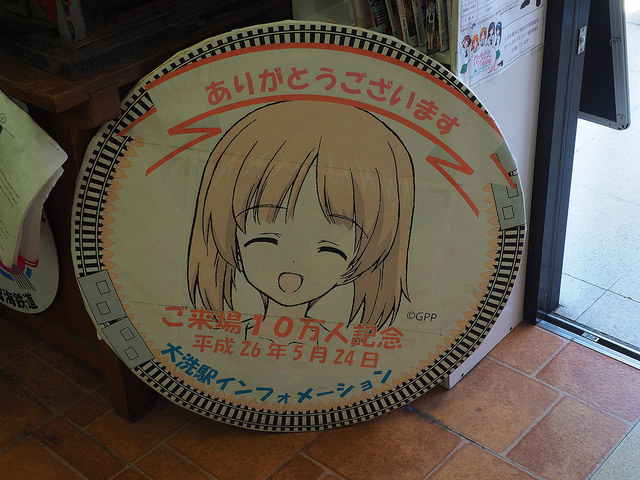 ありがとうございます
©GPP
ご来場10万人記念
平成26年5月24日
大洗駅インフォメーション